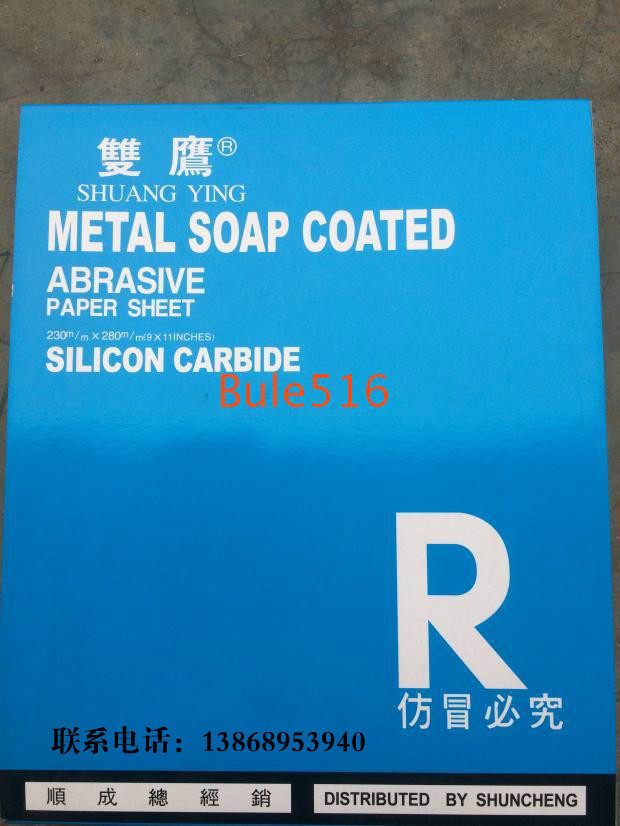 雙鷹®
SHUANG YING
METAL SOAP COATED
ABRASIVE
PAPER SHEET
230m/m×280m/m(9×11INCHES)
SILICON CARBIDE
Bule516
R
仿冒必究
联系电话：13868953940
順成總經銷
DISTRIBUTED BY SHUNCHENG